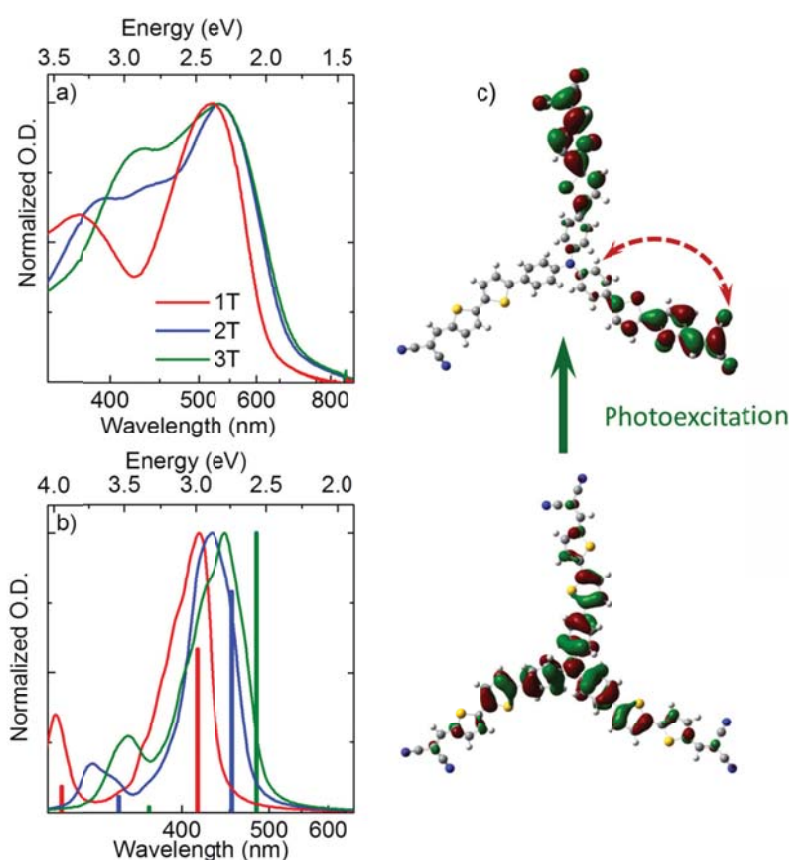 Energy (eV)
3.5 3.0 2.5 2.0 1.5
a)
Normalized O.D.
1T
2T
3T
400 500 600 800
Wavelength (nm)
Energy (eV)
4.0 3.5 3.0 2.5 2.0
b)
Normalized O.D.
400 500 600
Wavelength (nm)
c)
Photoexcitation